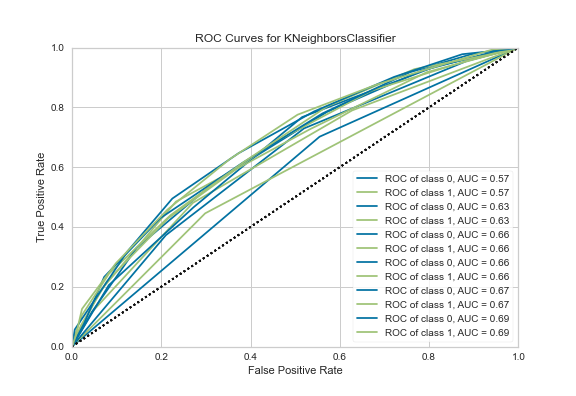 ROC Curves for KNeighborsClassifier
1.0
0.8
0.6
0.4
0.2
0.0
True Positive Rate
ROC of class 0, AUC = 0.57
ROC of class 1, AUC = 0.57
ROC of class 0, AUC = 0.63
ROC of class 1, AUC = 0.63
ROC of class 0, AUC = 0.66
ROC of class 1, AUC = 0.66
ROC of class 0, AUC = 0.66
ROC of class 1, AUC = 0.66
ROC of class 0, AUC = 0.67
ROC of class 1, AUC = 0.67
ROC of class 0, AUC = 0.69
ROC of class 1, AUC = 0.69
0.0 0.2 0.4 0.6 0.8 1.0
False Positive Rate